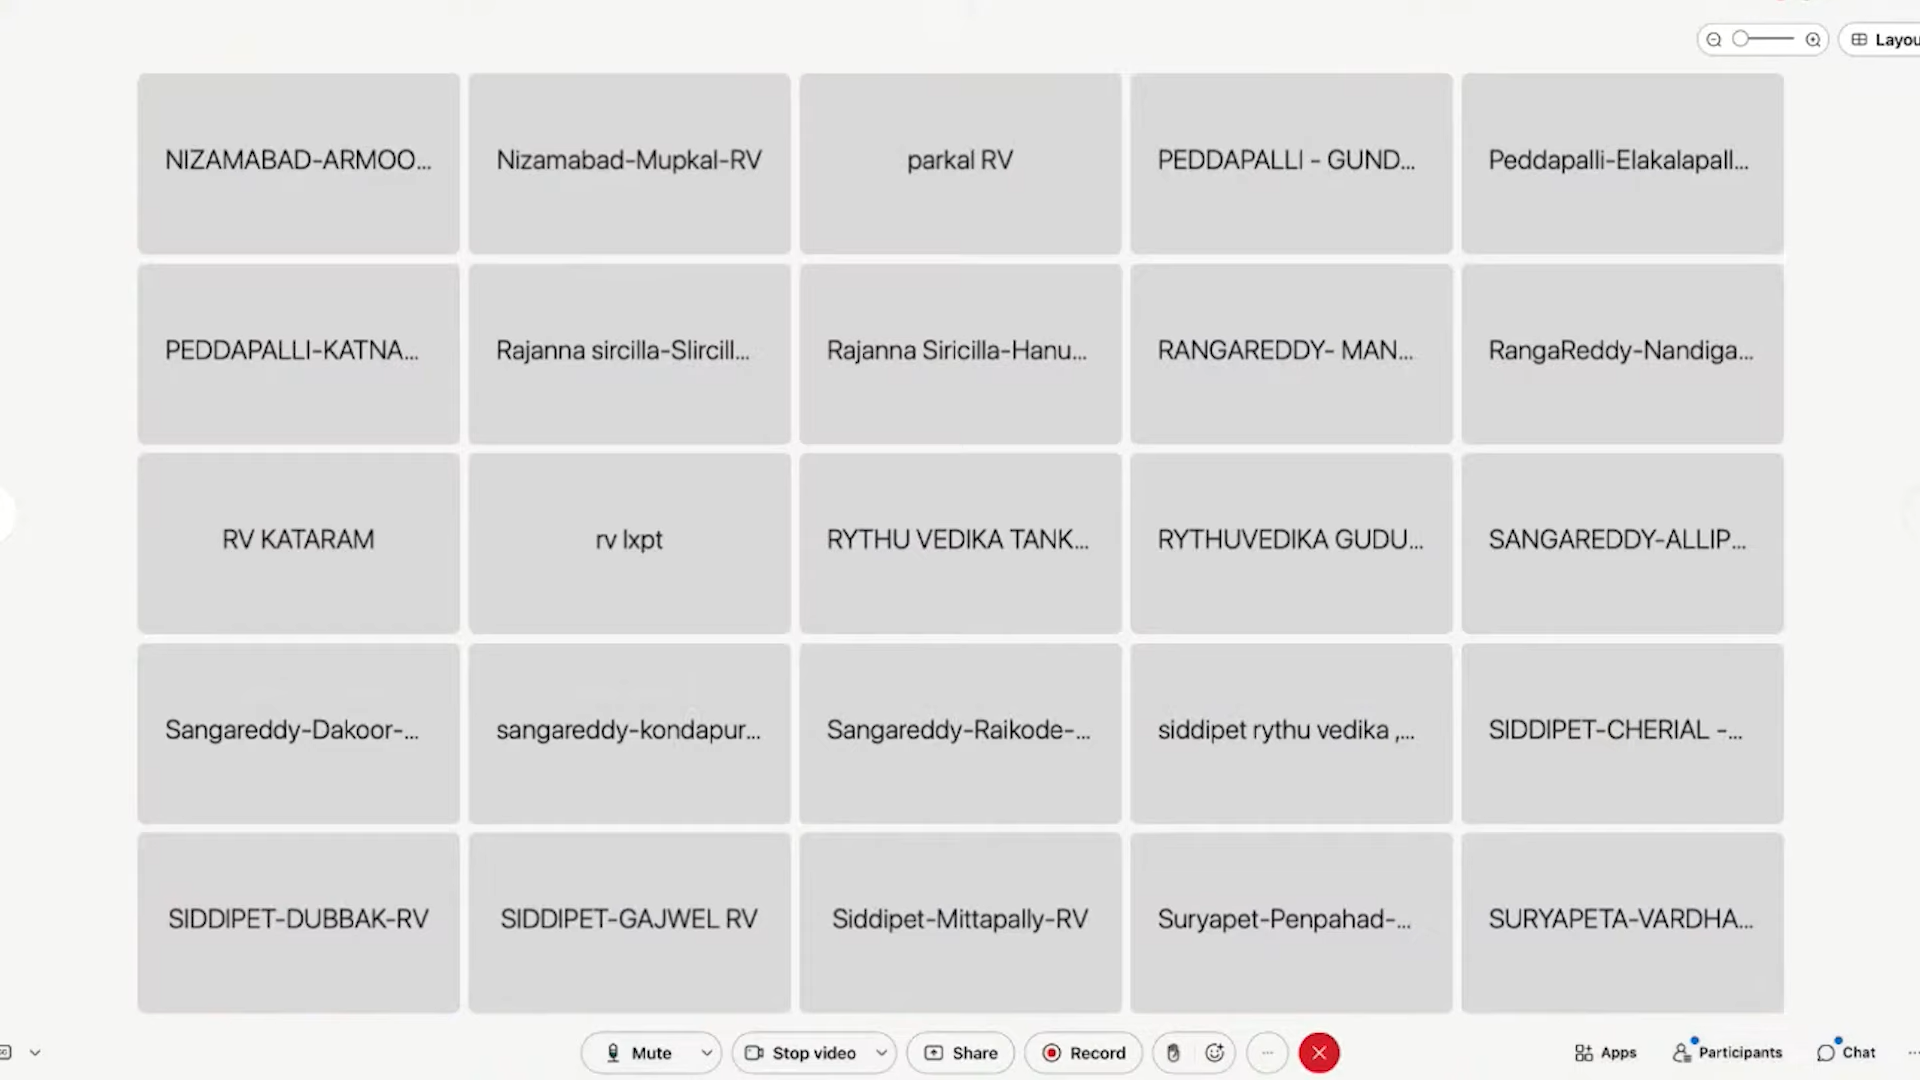 Layou
NIZAMABAD-ARMOO...
Nizamabad-Mupkal-RV
parkal RV
PEDDAPALLI - GUND...
Peddapalli-Elakalapall...
PEDDAPALLI-KATNA...
Rajanna sircilla-Slircill...
Rajanna Siricilla-Hanu...
RANGAREDDY- MAN...
RangaReddy-Nandiga...
RV KATARAM
rv lxpt
RYTHU VEDIKA TANK...
RYTHUVEDIKA GUDU...
SANGAREDDY-ALLIP...
Sangareddy-Dakoor-...
sangareddy-kondapur...
Sangareddy-Raikode-...
siddipet rythu vedika ,...
SIDDIPET-CHERIAL -...
SIDDIPET-DUBBAK-RV
SIDDIPET-GAJWEL RV
Siddipet-Mittapally-RV
Suryapet-Penpahad-...
SURYAPETA-VARDHA...
Mute
Stop video
Share
Record
Apps
Participants
Chat